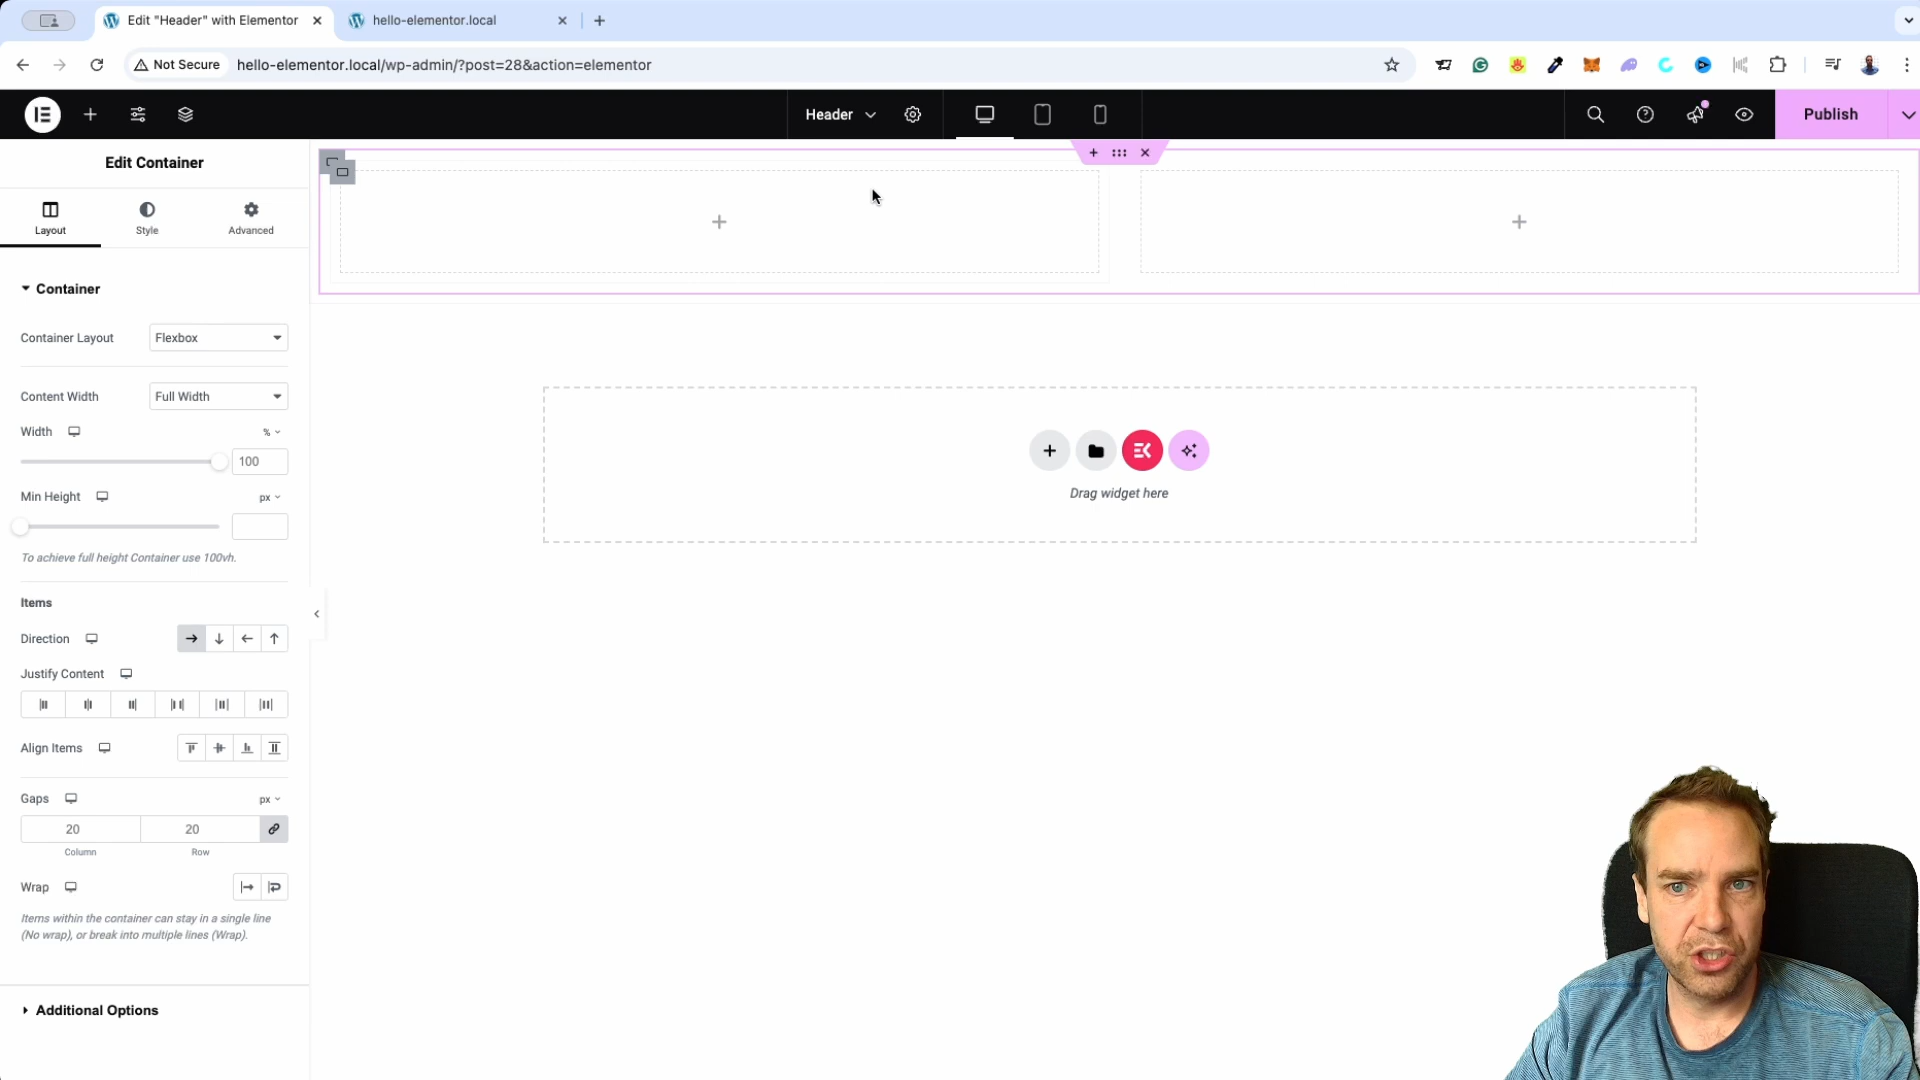 Edit "Header" with Elementor
hello-elementor.local
Not Secure
hello-elementor.local/wp-admin/?post=28&action=elementor
Header
Publish
Edit Container
Layout
Style
Advanced
Container
Container Layout
Flexbox
Content Width
Full Width
Width
%
100
Min Height
px
To achieve full height Container use 100vh.
Items
Direction
Justify Content
Align Items
Gaps
px
20
20
Column
Row
Wrap
Items within the container can stay in a single line
(No wrap), or break into multiple lines (Wrap).
Additional Options
Drag widget here